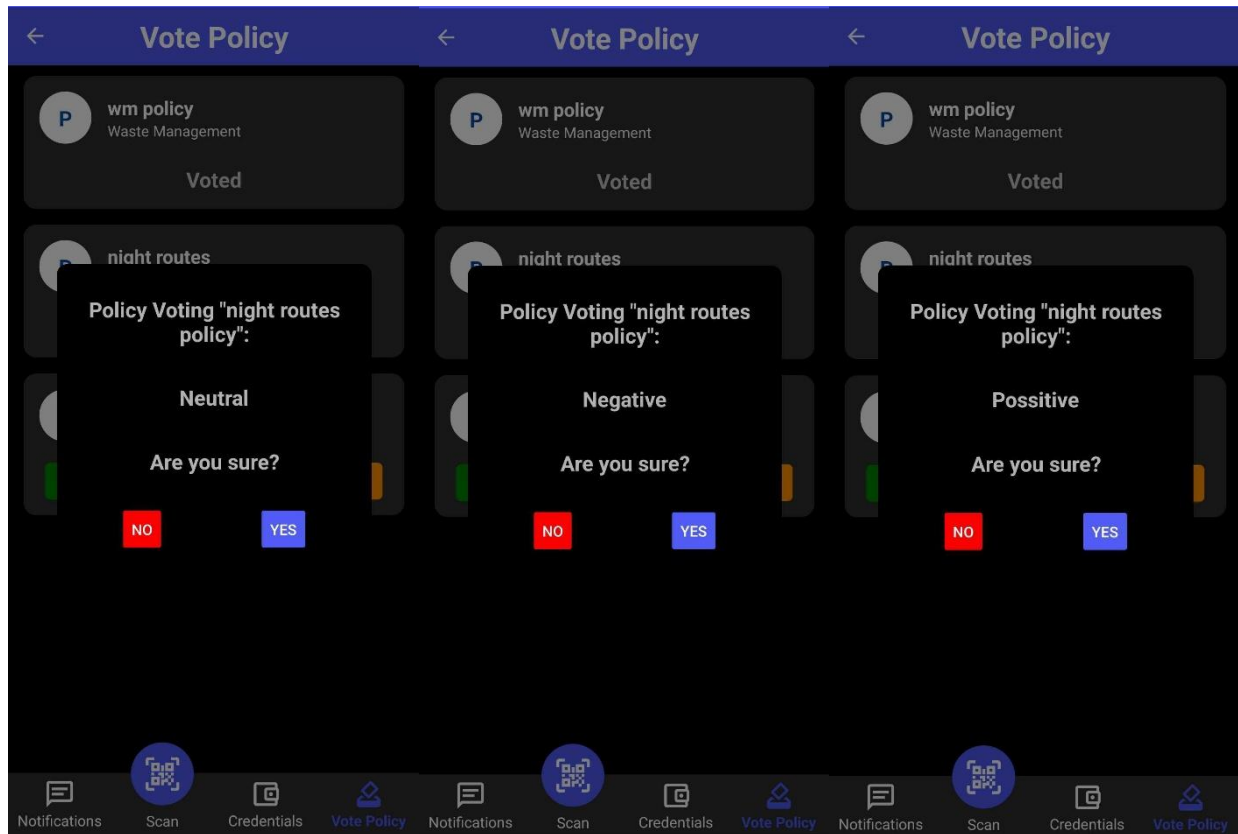 Vote Policy
P
wm policy
Waste Management
Voted
night routes
Policy Voting "night routes
policy":
Neutral
Are you sure?
NO
YES
Notifications
Scan
Credentials
Vote Policy
Vote Policy
P
wm policy
Waste Management
Voted
night routes
Policy Voting "night routes
policy":
Negative
Are you sure?
NO
YES
Notifications
Scan
Credentials
Vote Policy
Vote Policy
P
wm policy
Waste Management
Voted
night routes
Policy Voting "night routes
policy":
Possitive
Are you sure?
NO
YES
Notifications
Scan
Credentials
Vote Policy